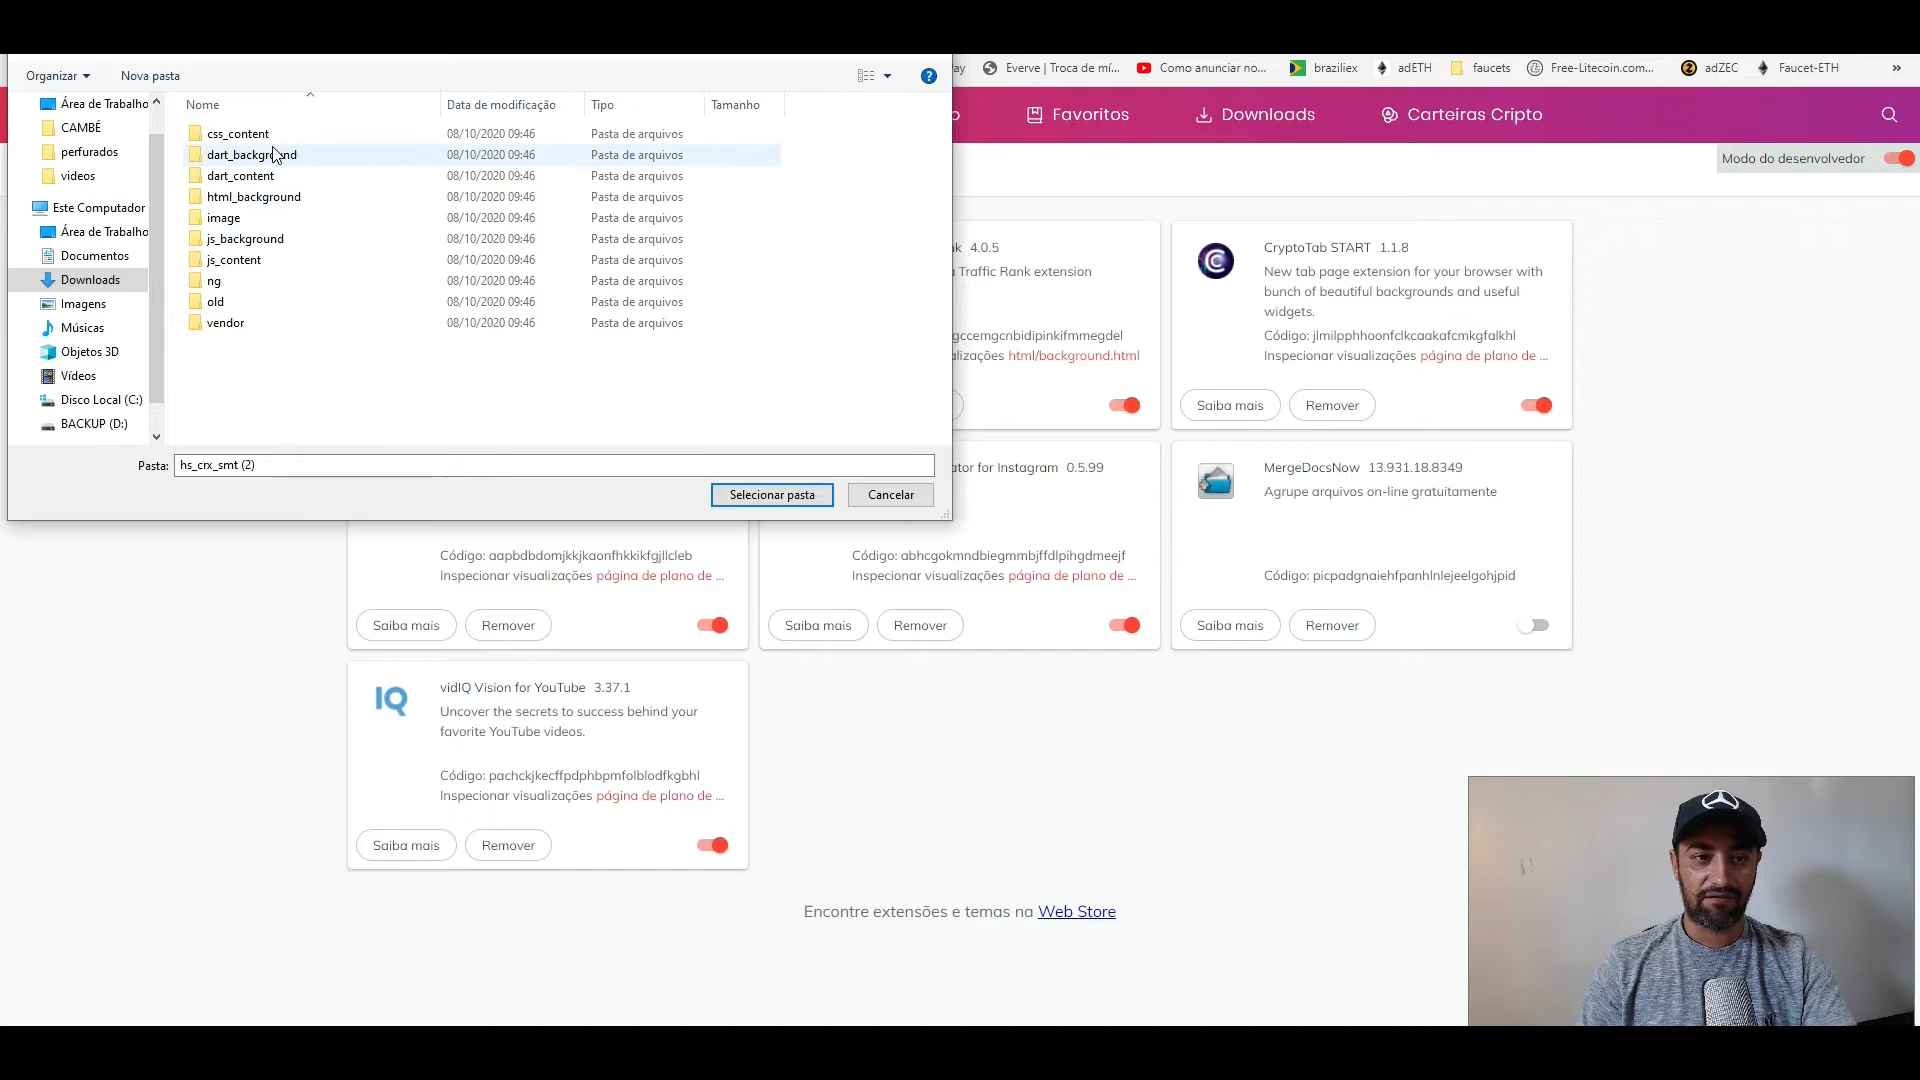 Organizar
Nova pasta
Nome
Data de modificação
Tipo
Tamanho
Área de Trabalho
CAMBÉ
perfurados
videos
Este Computador
Área de Trabalho
Documentos
Downloads
Imagens
Músicas
Objetos 3D
Vídeos
Disco Local (C:)
BACKUP (D:)
css_content 08/10/2020 09:46 Pasta de arquivos
dart_background 08/10/2020 09:46 Pasta de arquivos
dart_content 08/10/2020 09:46 Pasta de arquivos
html_background 08/10/2020 09:46 Pasta de arquivos
image 08/10/2020 09:46 Pasta de arquivos
js_background 08/10/2020 09:46 Pasta de arquivos
js_content 08/10/2020 09:46 Pasta de arquivos
ng 08/10/2020 09:46 Pasta de arquivos
old 08/10/2020 09:46 Pasta de arquivos
vendor 08/10/2020 09:46 Pasta de arquivos
Pasta: hs_crx_smt (2)
Selecionar pasta
Cancelar
ay
Everve | Troca de mí...
Como anunciar no...
braziliex
adETH
faucets
Free-Litecoin.com...
adZEC
Faucet-ETH
»
o
Favoritos
Downloads
Carteiras Cripto
Modo do desenvolvedor
nk 4.0.5
a Traffic Rank extension
gccemgcnbidipinkifmmegdel
alizações html/background.html
CryptoTab START 1.1.8
New tab page extension for your browser with
bunch of beautiful backgrounds and useful
widgets.
Código: jlmilpphhoonfclkcaakafcmkgfalkhl
Inspecionar visualizações página de plano de ...
Saiba mais
Remover
Código: aapbdbdomjkkjkaonfhkkikfgjllcleb
Inspecionar visualizações página de plano de ...
Saiba mais
Remover
ator for Instagram 0.5.99
Código: abhcgokmndbiegmmbjffdlpihgdmeejf
Inspecionar visualizações página de plano de ...
Saiba mais
Remover
MergeDocsNow 13.931.18.8349
Agrupe arquivos on-line gratuitamente
Código: picpadgnaiehfpanhlnlejeelgohjpid
Saiba mais
Remover
IQ
vidIQ Vision for YouTube 3.37.1
Uncover the secrets to success behind your
favorite YouTube videos.
Código: pachckjkecffpdphbpmfolblodfkgbhl
Inspecionar visualizações página de plano de ...
Saiba mais
Remover
Encontre extensões e temas na Web Store